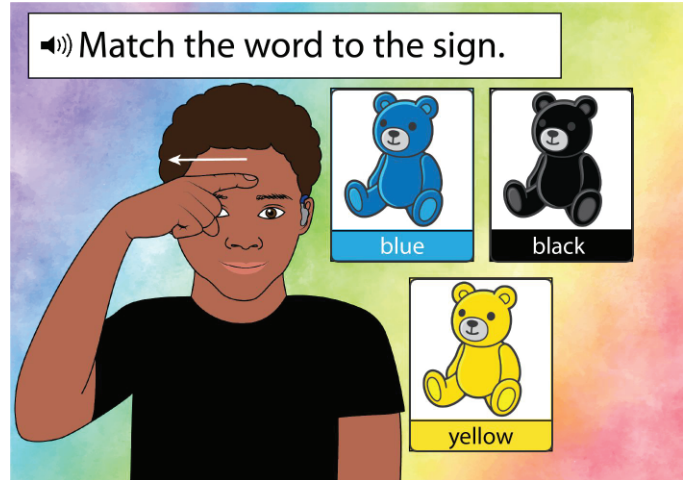 Match the word to the sign.
blue
black
yellow